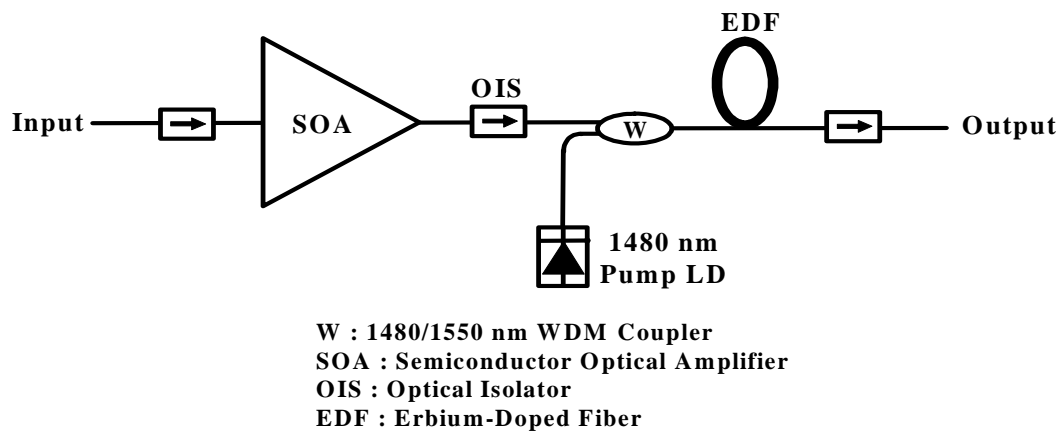 EDF
OIS
Input
SOA
W
Output
1480 nm
Pump LD
W : 1480/1550 nm WDM Coupler
SOA : Semiconductor Optical Amplifier
OIS : Optical Isolator
EDF : Erbium-Doped Fiber